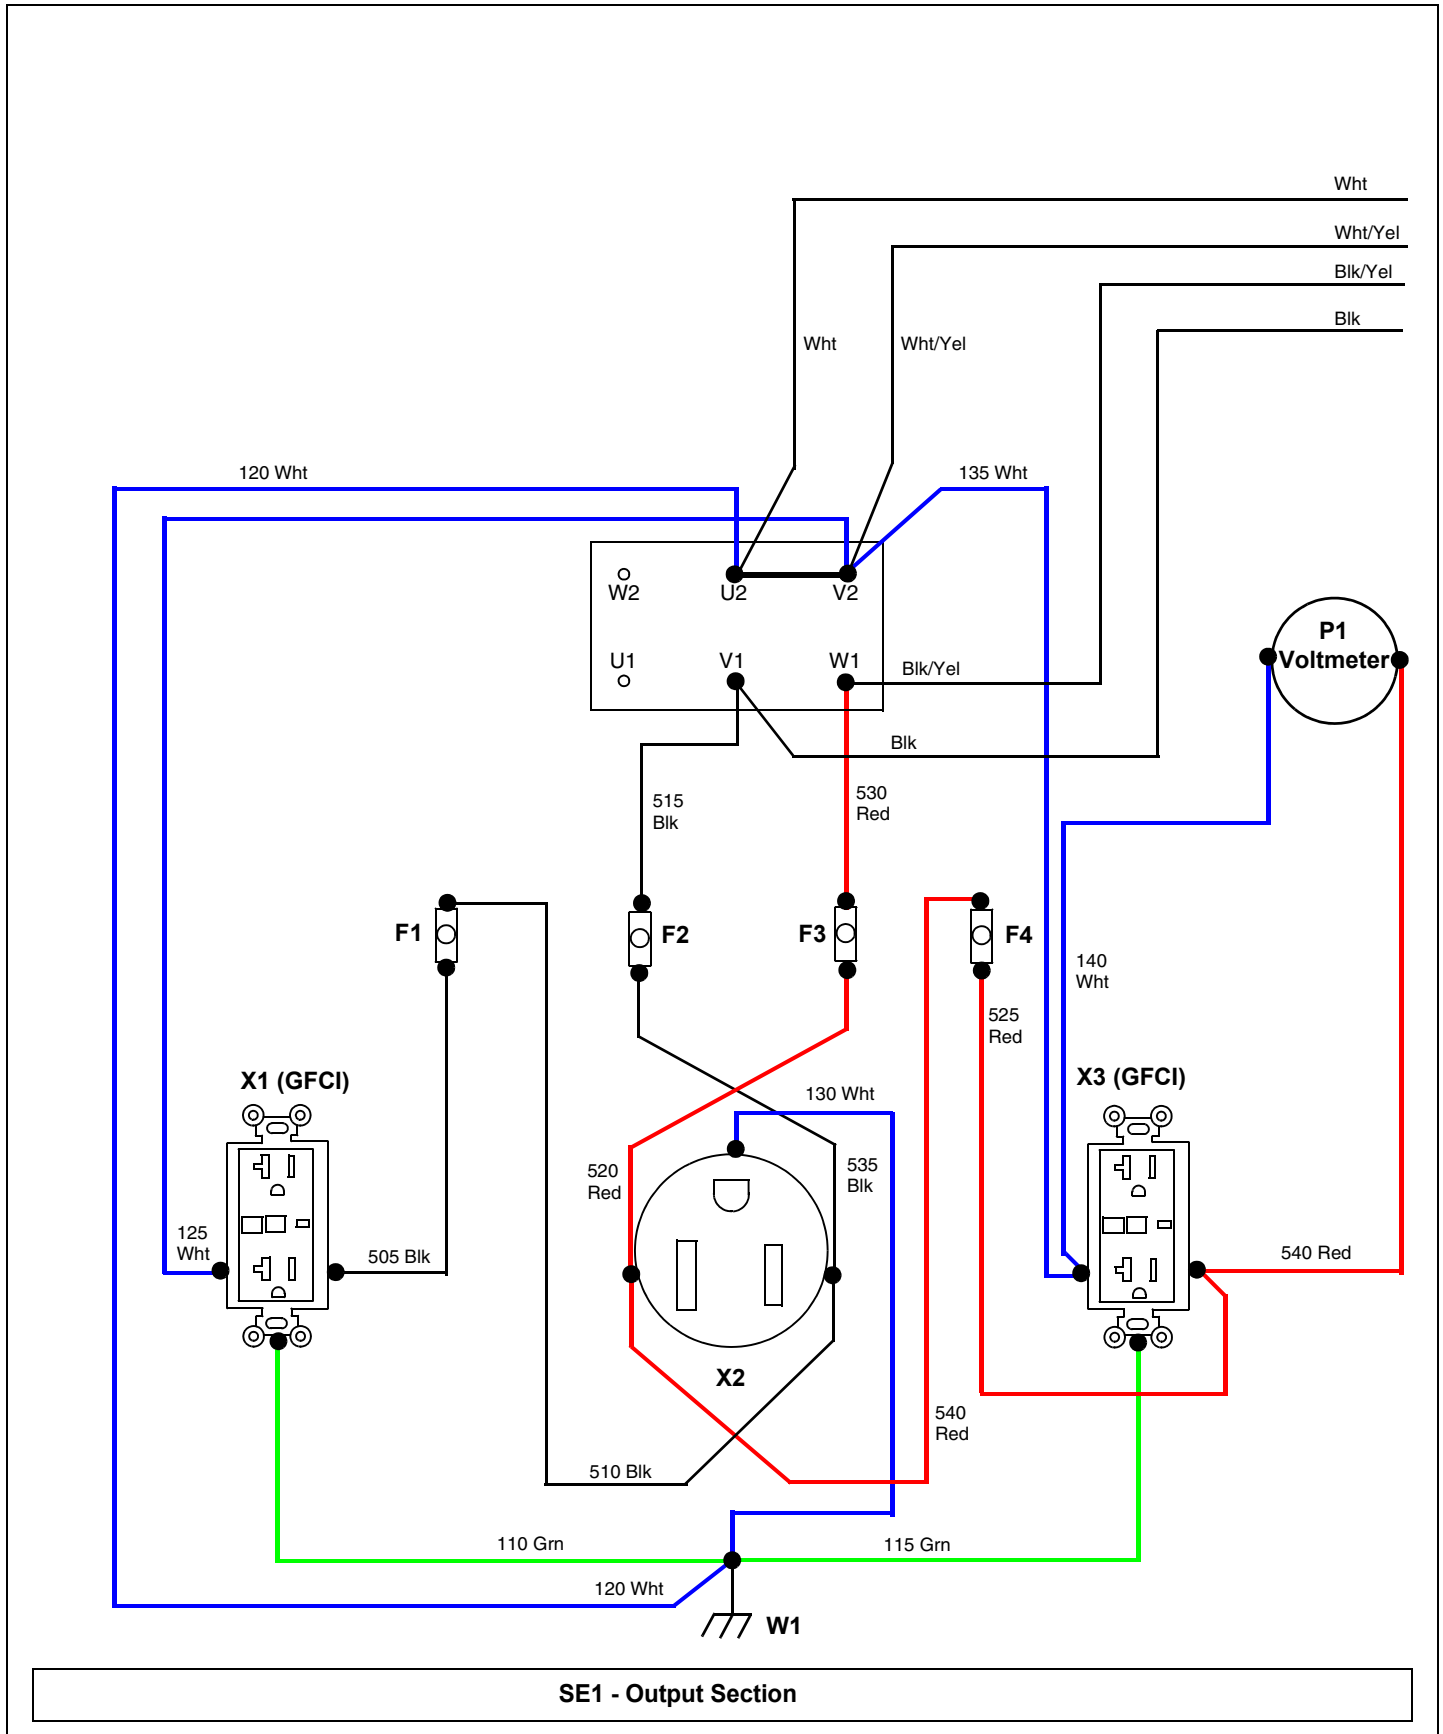 Wht
Wht/Yel
Blk/Yel
Blk
Wht
Wht/Yel
120 Wht
135 Wht
W2
U2
V2
U1
V1
W1
Blk/Yel
P1
Voltmeter
Blk
515
Blk
530
Red
F1
F2
F3
F4
140
Wht
525
Red
X1 (GFCI)
X3 (GFCI)
130 Wht
520
Red
535
Blk
125
Wht
505 Blk
540 Red
X2
540
Red
510 Blk
110 Grn
115 Grn
120 Wht
W1
SE1 - Output Section